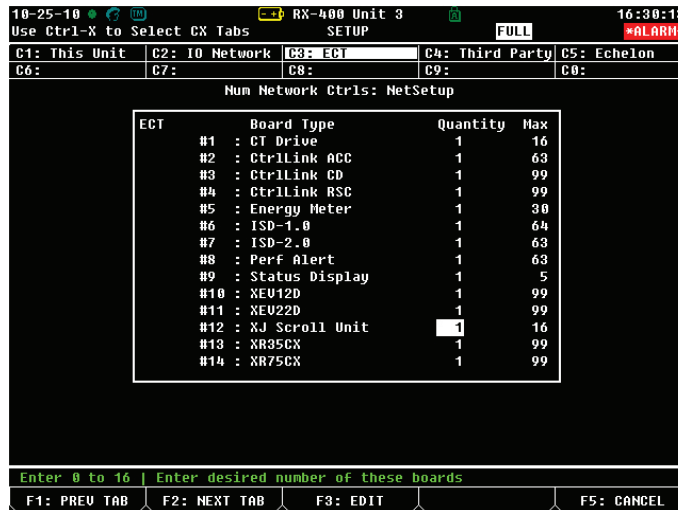 10-25-10 TM - + RX-400 Unit 3 16:30:1
Use Ctrl-X to Select CX Tabs SETUP FULL *ALARM
C1: This Unit C2: IO Network C3: ECT C4: Third Party C5: Echelon
C6: C7: C8: C9: C0:
Num Network Ctrls: NetSetup
ECT Board Type Quantity Max
#1 : CT Drive 1 16
#2 : CtrlLink ACC 1 63
#3 : CtrlLink CD 1 99
#4 : CtrlLink RSC 1 99
#5 : Energy Meter 1 30
#6 : ISD-1.0 1 64
#7 : ISD-2.0 1 63
#8 : Perf Alert 1 63
#9 : Status Display 1 5
#10 : XEV12D 1 99
#11 : XEV22D 1 99
#12 : XJ Scroll Unit 1 16
#13 : XR35CX 1 99
#14 : XR75CX 1 99
Enter 0 to 16 | Enter desired number of these boards
F1: PREV TAB F2: NEXT TAB F3: EDIT F5: CANCEL